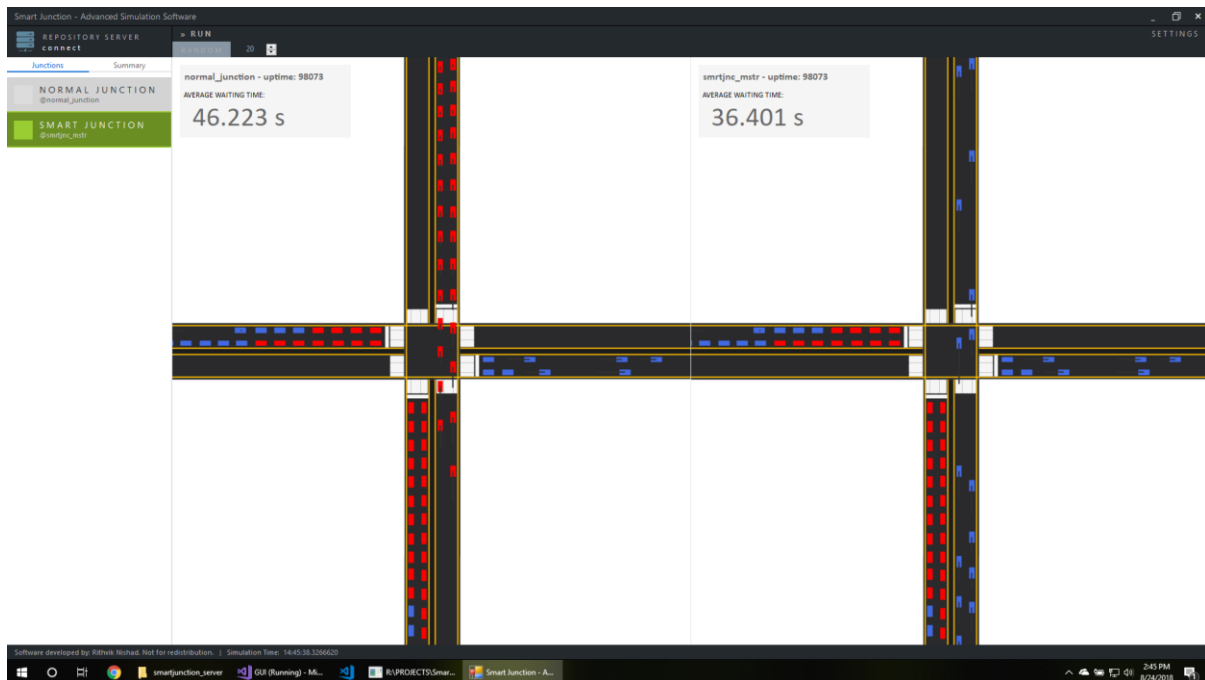 Smart Junction - Advanced Simulation Software
REPOSITORY SERVER
connect
» RUN
RANDOM
20
SETTINGS
Junctions
Summary
NORMAL JUNCTION
@normal_junction
SMART JUNCTION
@smrtjnc_mstr
normal_junction - uptime: 98073
AVERAGE WAITING TIME:
46.223 s
smrtjnc_mstr - uptime: 98073
AVERAGE WAITING TIME:
36.401 s
Software developed by: Rithvik Nishad. Not for redistribution. | Simulation Time: 14:45:38.3266620
smartjunction_server
GUI (Running) - Mi...
R:\PROJECTS\Smar...
Smart Junction - A...
2:45 PM
8/24/2018